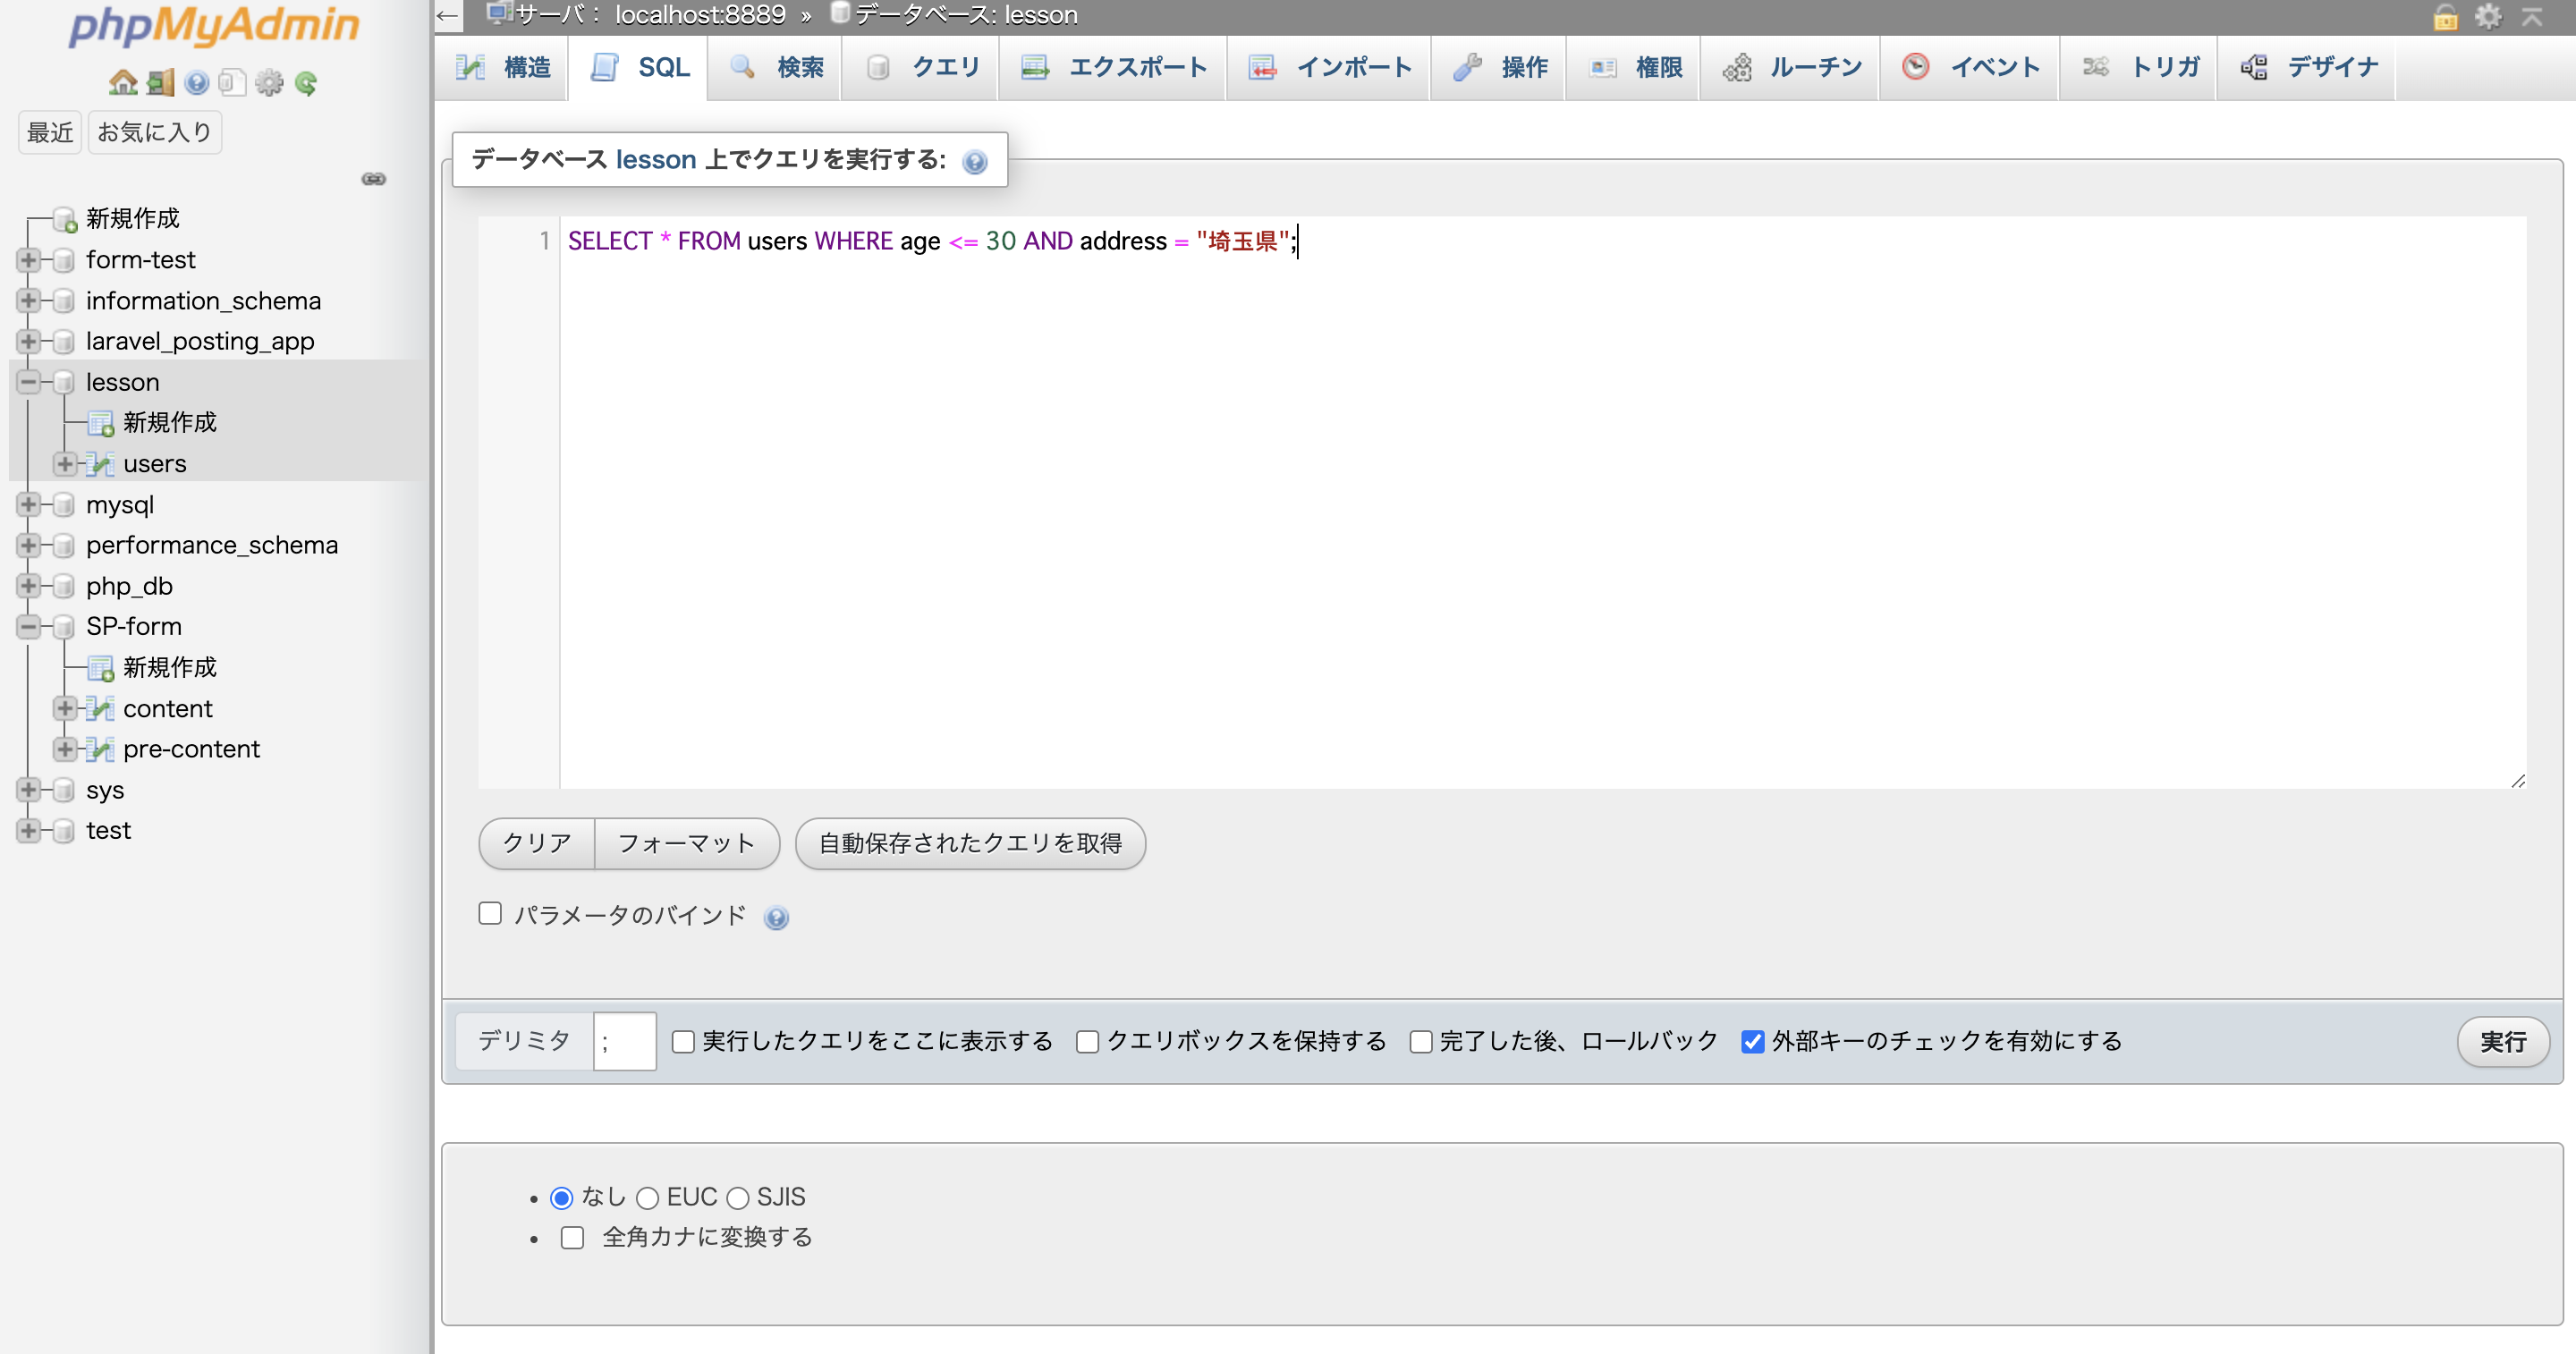 phpMyAdmin
最近 お気に入り
新規作成
form-test
information_schema
laravel_posting_app
lesson
新規作成
users
mysql
performance_schema
php_db
SP-form
新規作成
content
pre-content
sys
test
← サーバ： localhost:8889 » データベース: lesson
構造 SQL 検索 クエリ エクスポート インポート 操作 権限 ルーチン イベント トリガ デザイナ
データベース lesson 上でクエリを実行する:
1 SELECT * FROM users WHERE age <= 30 AND address = "埼玉県";
クリア フォーマット 自動保存されたクエリを取得
パラメータのバインド
デリミタ ; 実行したクエリをここに表示する クエリボックスを保持する 完了した後、ロールバック 外部キーのチェックを有効にする 実行
• なし EUC SJIS
• 全角カナに変換する